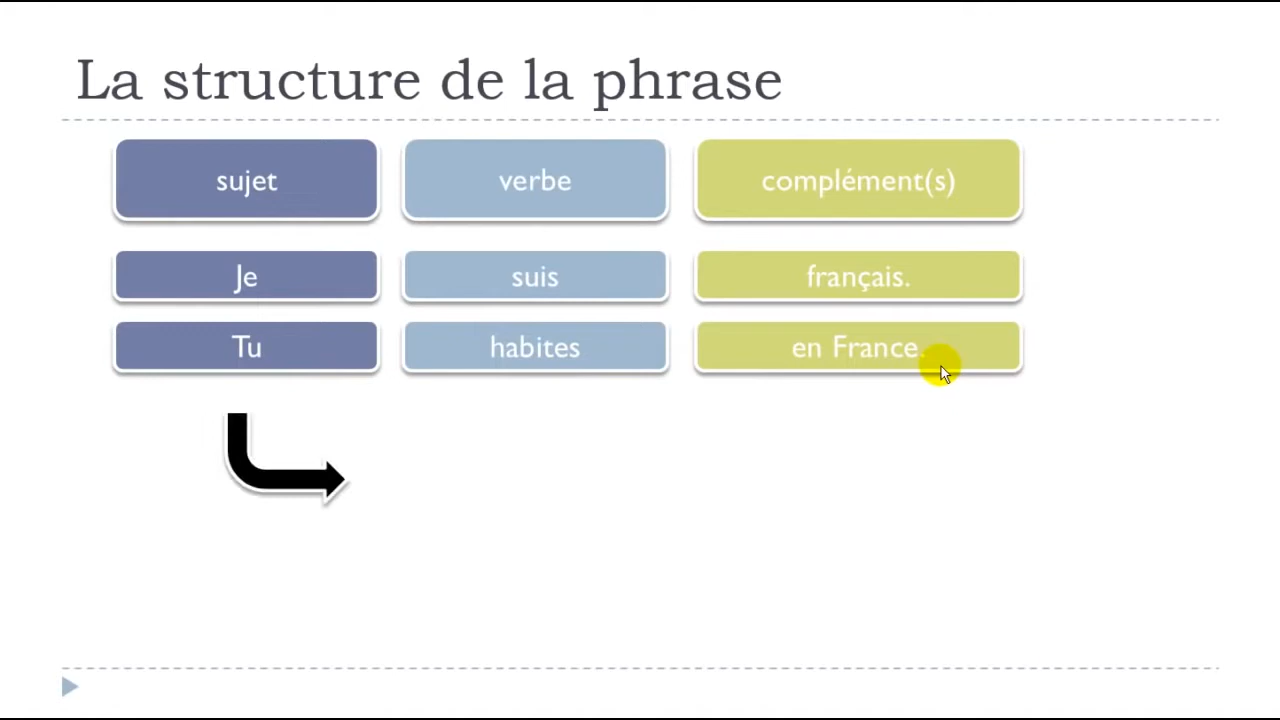 La structure de la phrase
sujet verbe complément(s)
Je suis français.
Tu habites en France.